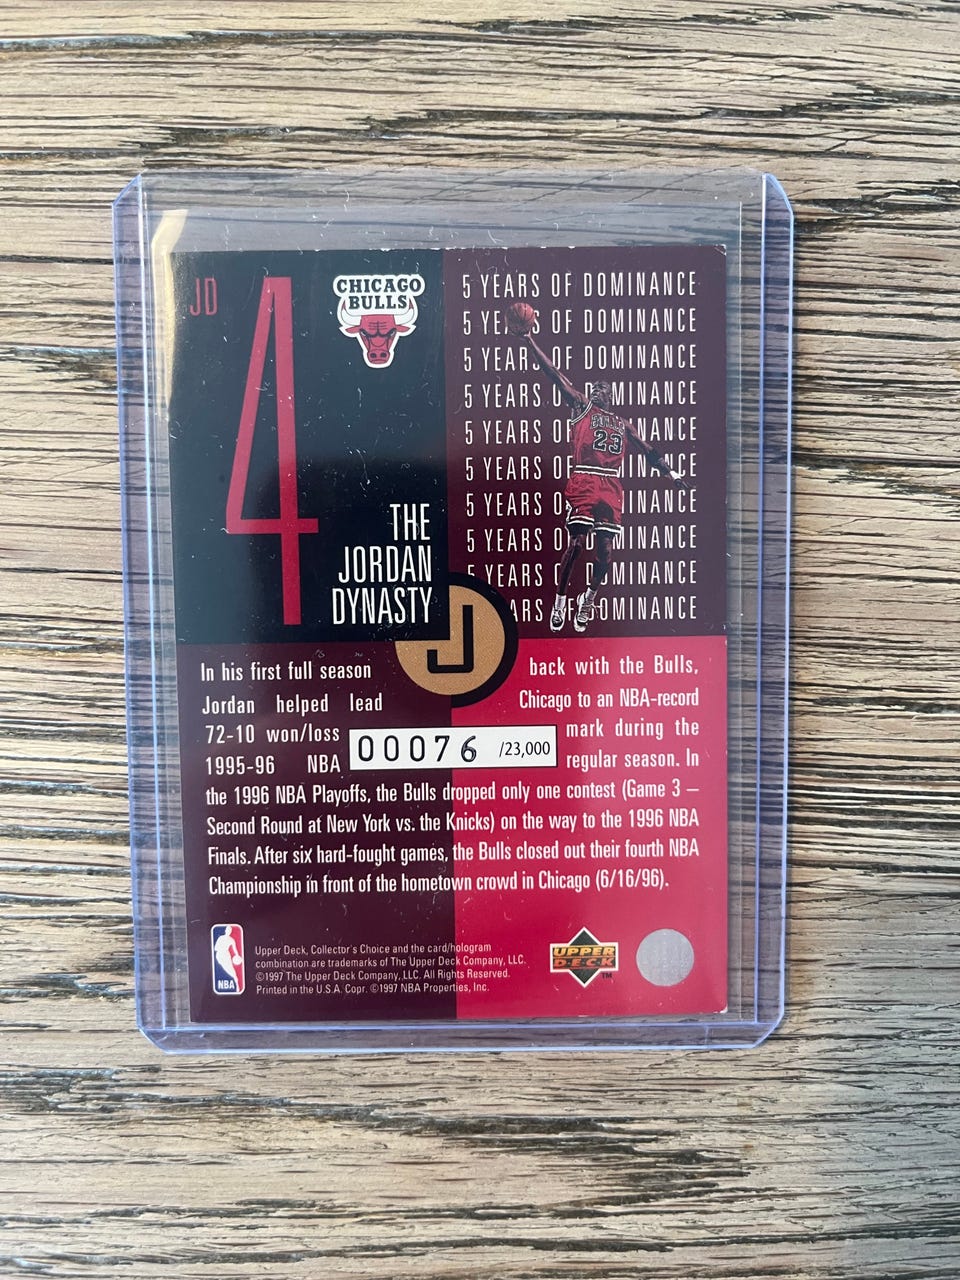 JD
4
CHICAGO
BULLS
THE
JORDAN
DYNASTY
5 YEARS OF DOMINANCE
5 YEARS OF DOMINANCE
5 YEARS OF DOMINANCE
5 YEARS O DOMINANCE
5 YEARS OF INANCE
5 YEARS OF INANCE
5 YEARS O INANCE
5 YEARS O MINANCE
5 YEARS DOMINANCE
ARS OF DOMINANCE
BULLS
23
J
In his first full season back with the Bulls,
Jordan helped lead Chicago to an NBA-record
72-10 won/loss mark during the
1995-96 NBA regular season. In
00076 /23,000
the 1996 NBA Playoffs, the Bulls dropped only one contest (Game 3 –
Second Round at New York vs. the Knicks) on the way to the 1996 NBA
Finals. After six hard-fought games, the Bulls closed out their fourth NBA
Championship in front of the hometown crowd in Chicago (6/16/96).
NBA
Upper Deck, Collector's Choice and the card/hologram
combination are trademarks of The Upper Deck Company, LLC.
©1997 The Upper Deck Company, LLC. All Rights Reserved.
Printed in the U.S.A. Copr. ©1997 NBA Properties, Inc.
UPPER
DECK
TM